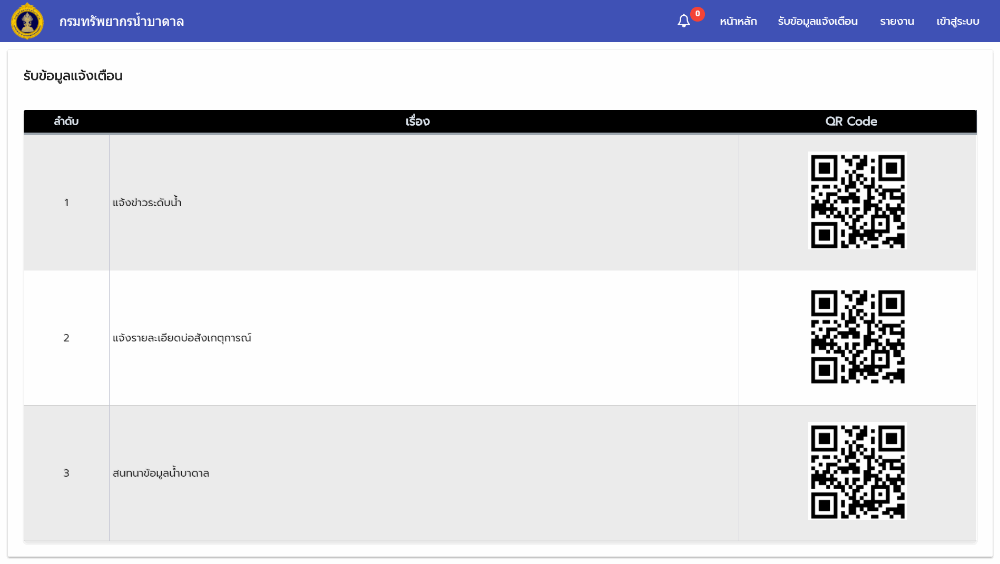 กรมทรัพยากรน้ำบาดาล
0
หน้าหลัก
รับข้อมูลแจ้งเตือน
รายงาน
เข้าสู่ระบบ
รับข้อมูลแจ้งเตือน
ลำดับ เรื่อง QR Code
1 แจ้งข่าวระดับน้ำ
2 แจ้งรายละเอียดบ่อสังเกตุการณ์
3 สนทนาข้อมูลน้ำบาดาล